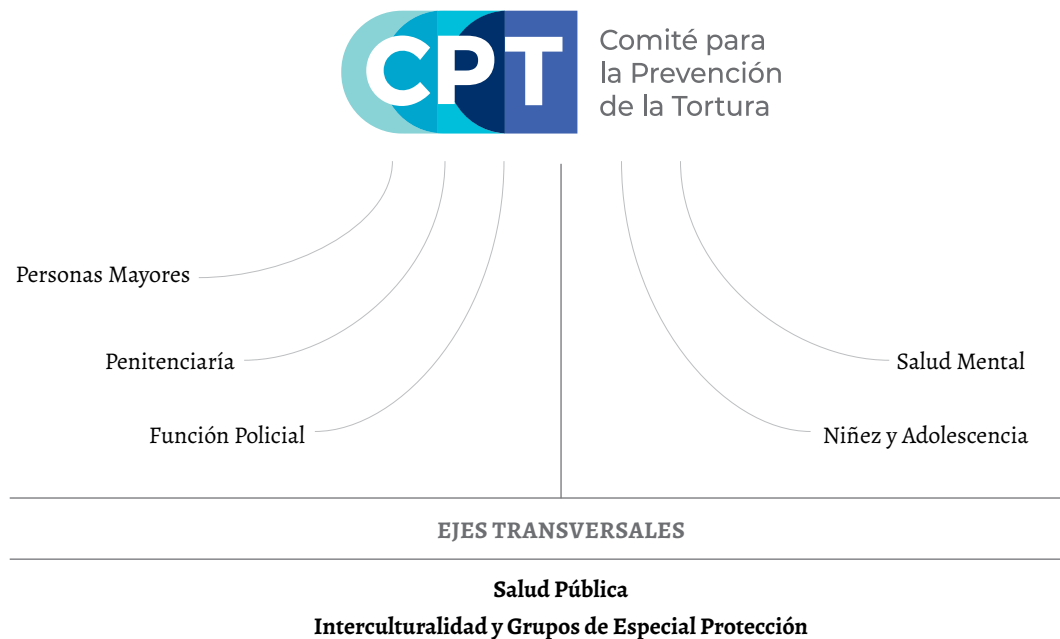 CPT
Comité para
la Prevención
de la Tortura
Personas Mayores
Penitenciaría
Función Policial
Salud Mental
Niñez y Adolescencia
EJES TRANSVERSALES
Salud Pública
Interculturalidad y Grupos de Especial Protección